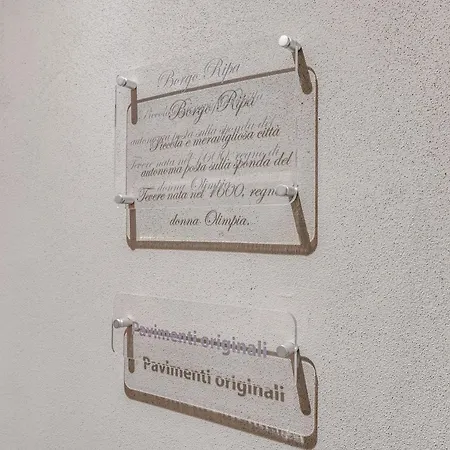 Borgo Ripa
Piccola e meravigliosa città
autonoma posta sulla sponda del
Tevere nata nel 1600, regno
donna Olimpia.
Pavimenti originali